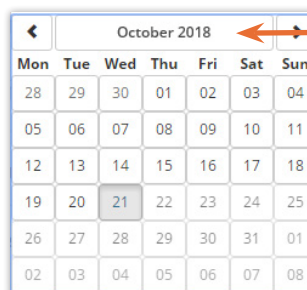 October 2018
Mon Tue Wed Thu Fri Sat Sun
28 29 30 01 02 03 04
05 06 07 08 09 10 11
12 13 14 15 16 17 18
19 20 21 22 23 24 25
26 27 28 29 30 31 01
02 03 04 05 06 07 08